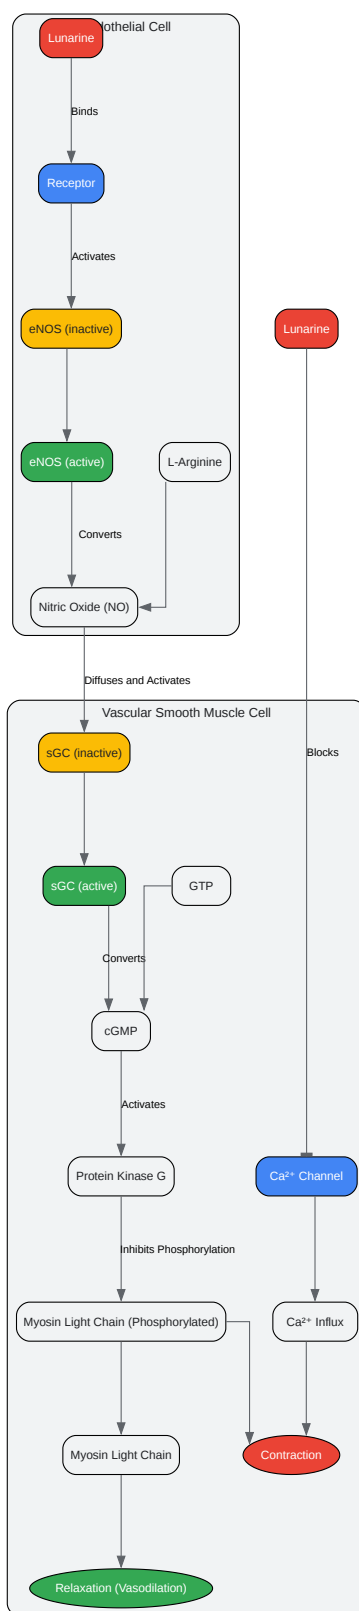 Lunarine
dothelial Cell
Binds
Receptor
Activates
eNOS (inactive)
Lunarine
eNOS (active)
L-Arginine
Converts
Nitric Oxide (NO)
Diffuses and Activates
Vascular Smooth Muscle Cell
sGC (inactive)
Blocks
sGC (active)
GTP
Converts
cGMP
Activates
Protein Kinase G
Ca²⁺ Channel
Inhibits Phosphorylation
Myosin Light Chain (Phosphorylated)
Ca²⁺ Influx
Myosin Light Chain
Contraction
Relaxation (Vasodilation)